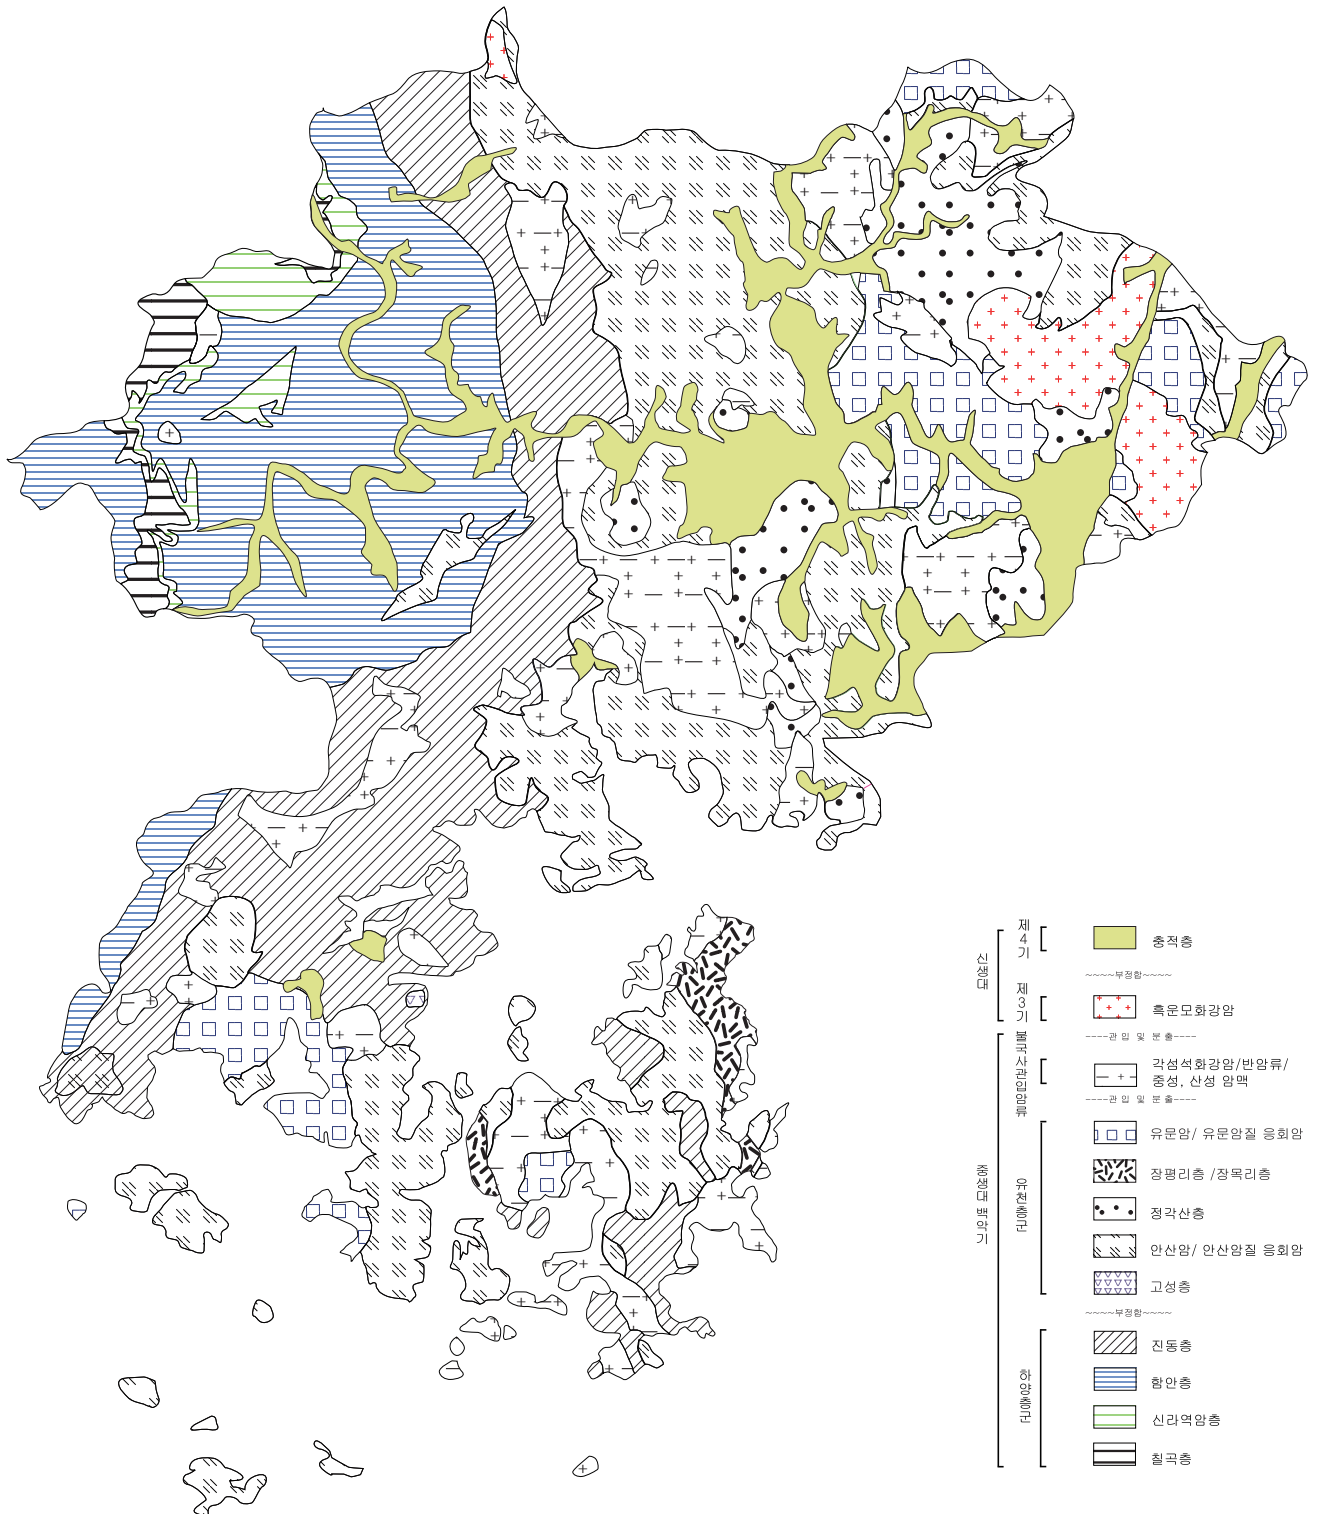 신생대
제4기
충적층
~~~~부정합~~~~
제3기
흑운모화강암
----관 입 및 분 출----
불국사관입암류
각섬석화강암/반암류/
중성, 산성 암맥
----관 입 및 분 출----
중생대 백악기
유천층군
유문암/ 유문암질 응회암
장평리층 /장목리층
정각산층
안산암/ 안산암질 응회암
고성층
~~~~부정합~~~~
하양층군
진동층
함안층
신라역암층
칠곡층